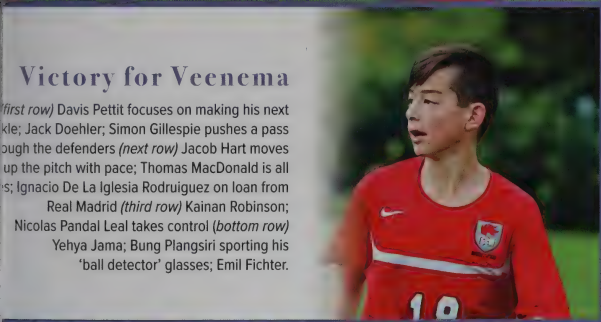 Victory for Veenema
(first row) Davis Pettit focuses on making his next
kle; Jack Doehler; Simon Gillespie pushes a pass
ough the defenders (next row) Jacob Hart moves
up the pitch with pace; Thomas MacDonald is all
s; Ignacio De La Iglesia Rodruiguez on loan from
Real Madrid (third row) Kainan Robinson;
Nicolas Pandal Leal takes control (bottom row)
Yehya Jama; Bung Plangsiri sporting his
'ball detector' glasses; Emil Fichter.
18